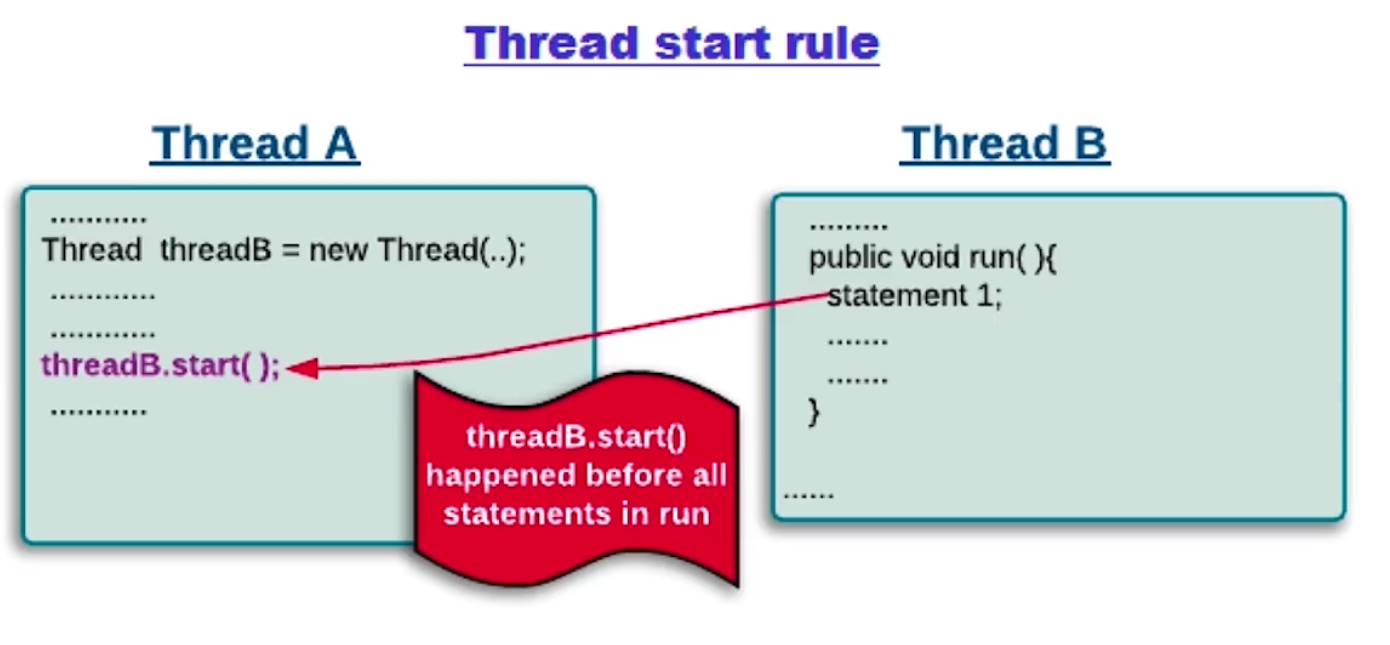 Thread start rule
Thread A
...........
Thread threadB = new Thread(..);
............
............
threadB.start( );
...........
threadB.start()
happened before all
statements in run
Thread B
.........
public void run( ){
statement 1;
.......
.......
}
......